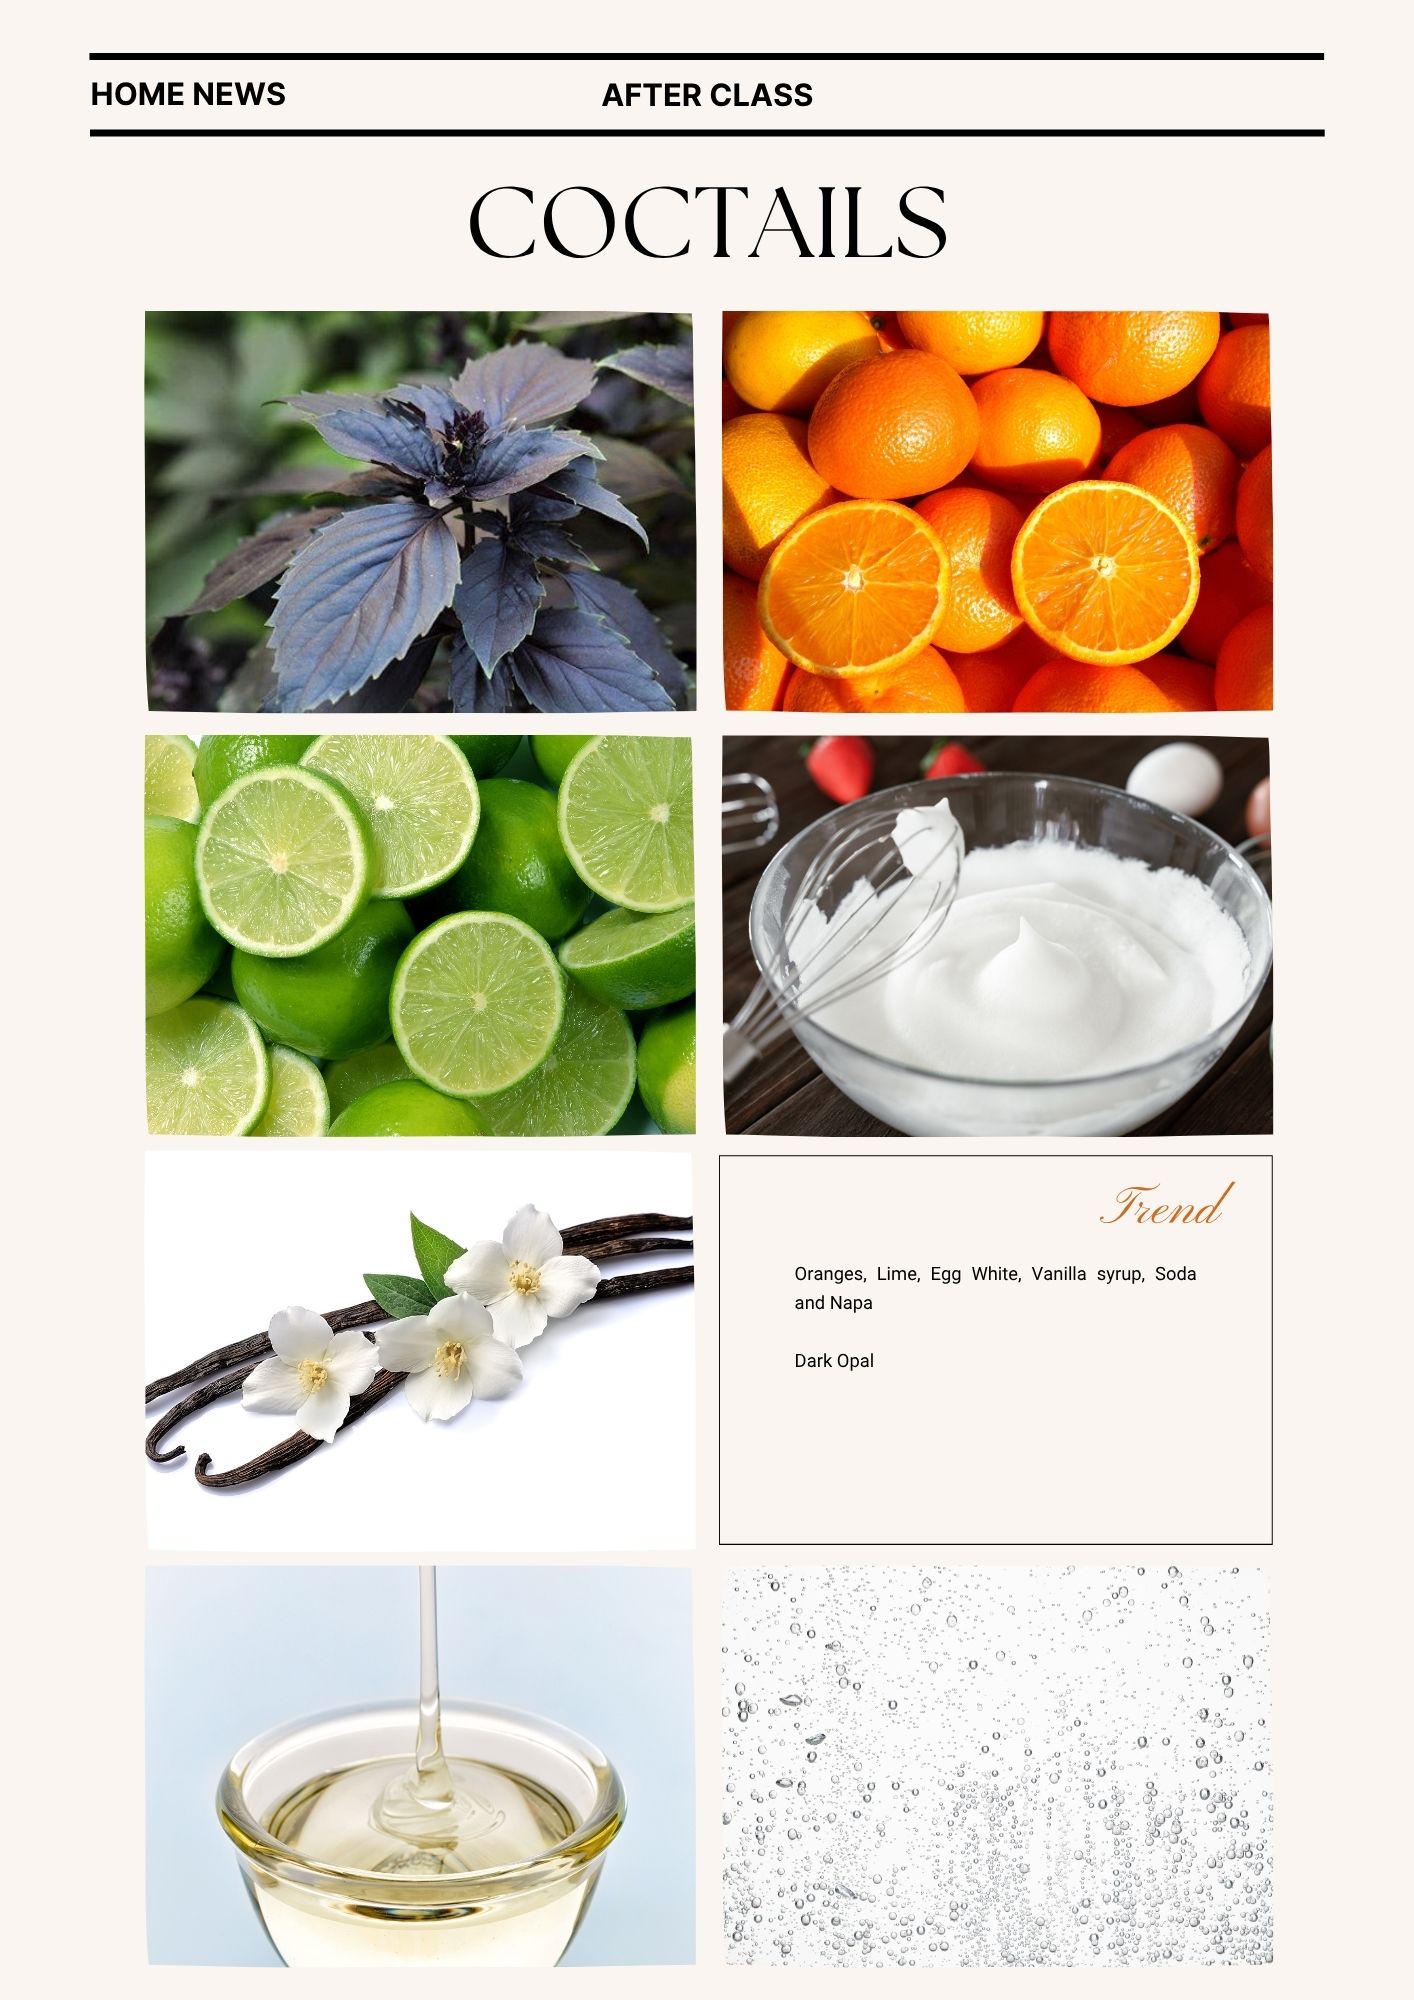 HOME NEWS
AFTER CLASS
COCTAILS
Trend
Oranges, Lime, Egg White, Vanilla syrup, Soda
and Napa
Dark Opal